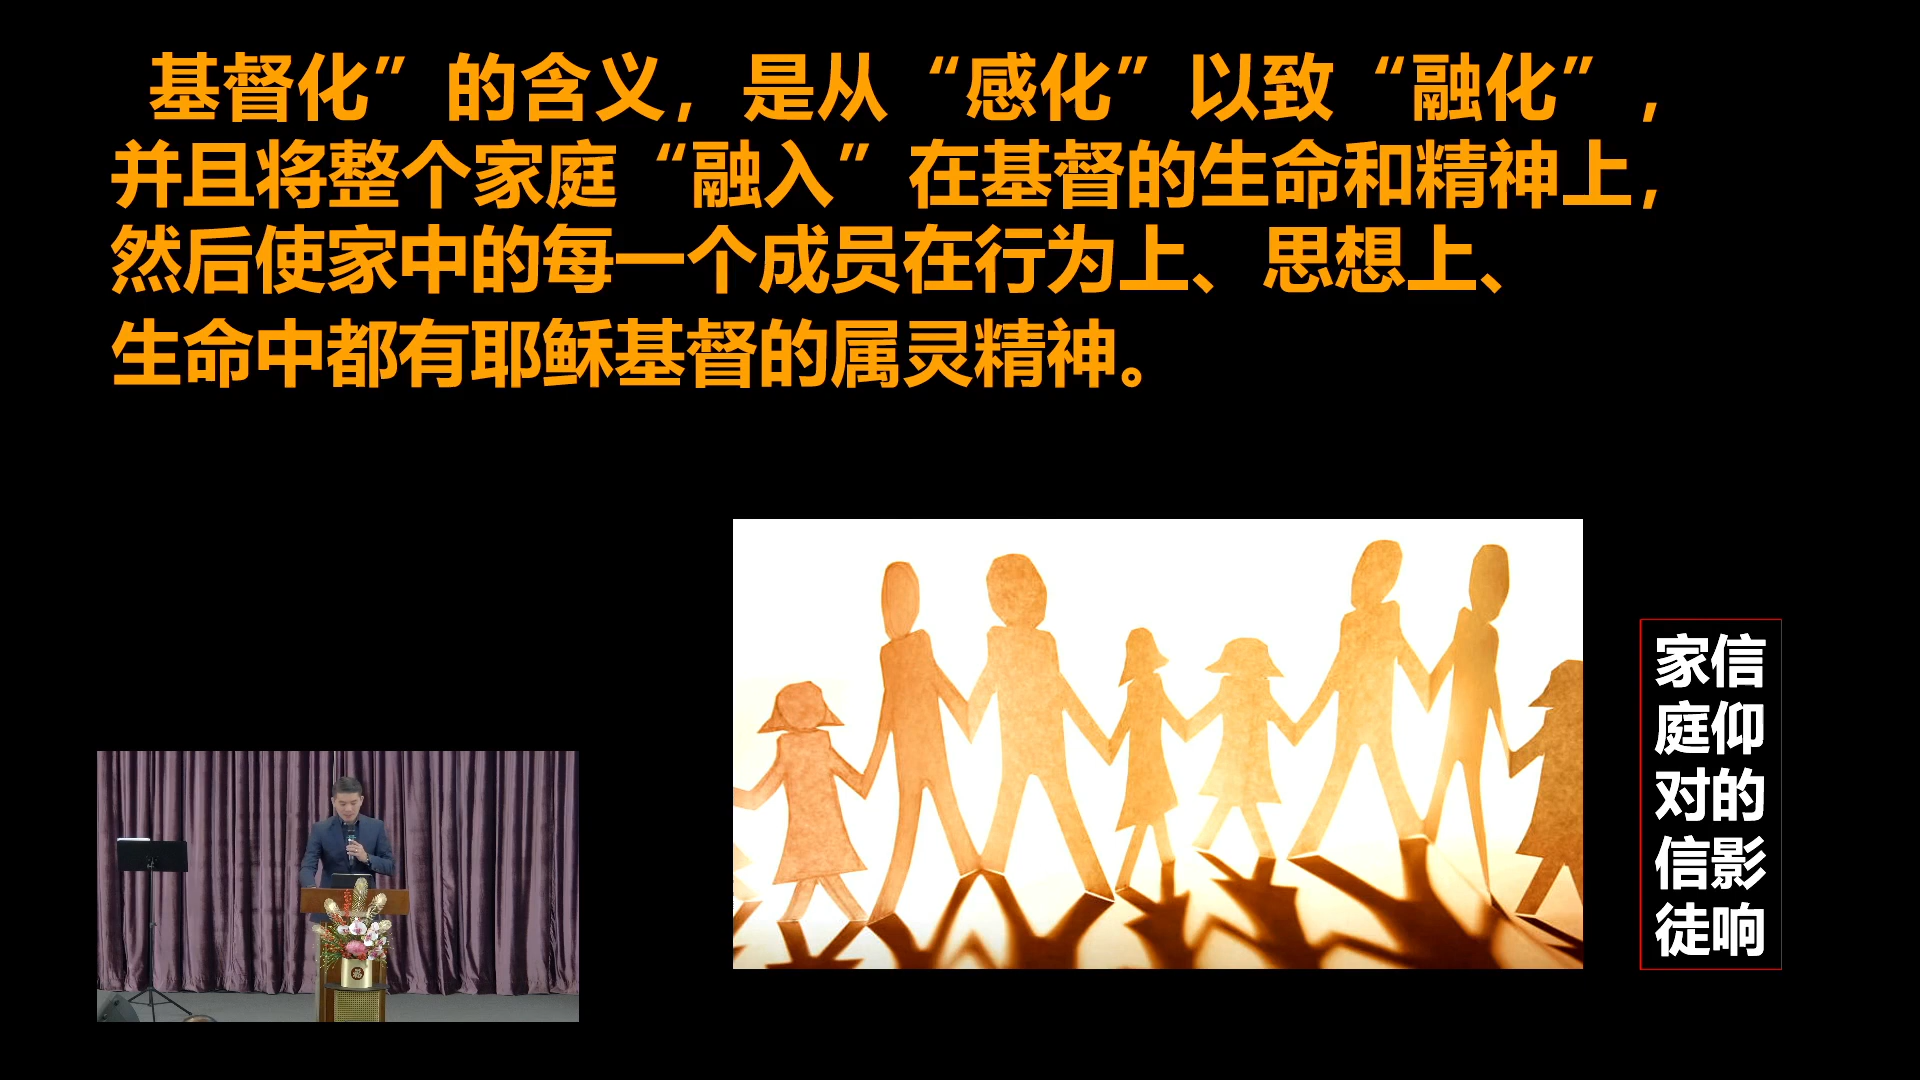 基督化”的含义，是从“感化”以致“融化”，
并且将整个家庭“融入”在基督的生命和精神上，
然后使家中的每一个成员在行为上、思想上、
生命中都有耶稣基督的属灵精神。
家信
庭仰
对的
信影
徒响